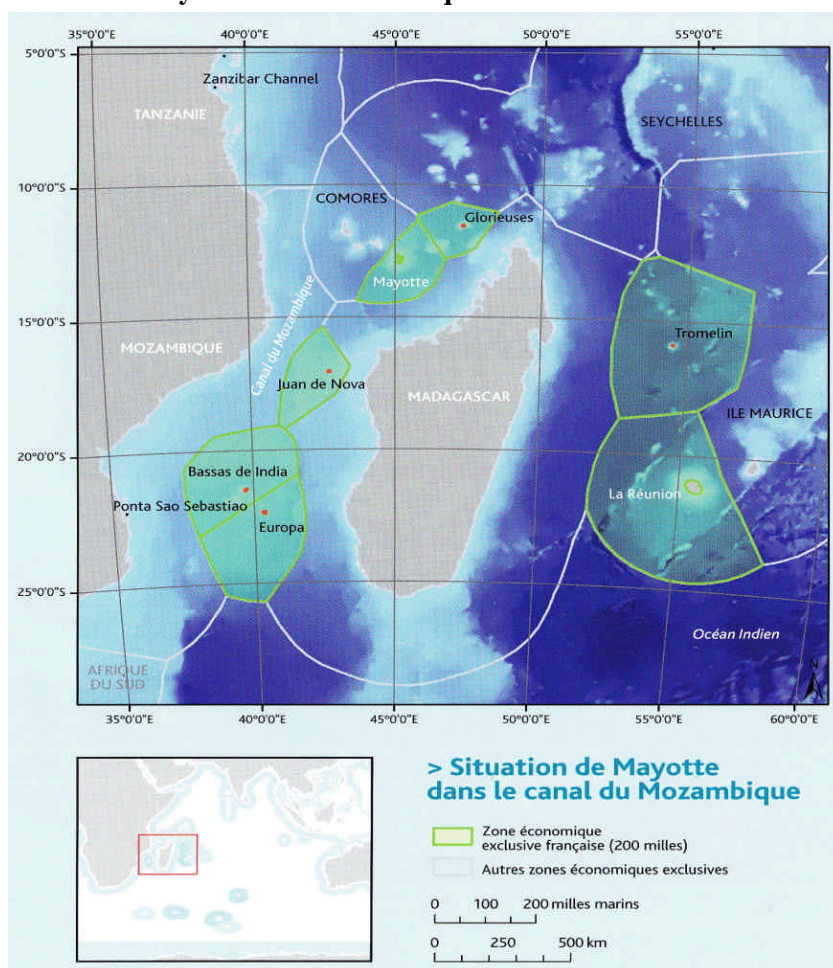 35°0'0"E 40°0'0"E 45°0'0"E 50°0'0"E 55°0'0"E 60°0'0"E
5°0'0"S
Zanzibar Channel
TANZANIE
SEYCHELLES
10°0'0"S
COMORES
Glorieuses
Mayotte
15°0'0"S
Canal du Mozambique
MOZAMBIQUE
Tromelin
Juan de Nova
MADAGASCAR
ILE MAURICE
20°0'0"S
Bassas de India
La Réunion
Ponta Sao Sebastiao
Europa
25°0'0"S
Océan Indien
AFRIQUE
DU SUD
N
35°0'0"E 40°0'0"E 45°0'0"E 50°0'0"E 55°0'0"E 60°0'0"E
> Situation de Mayotte
dans le canal du Mozambique
Zone économique
exclusive française (200 milles)
Autres zones économiques exclusives
0 100 200 milles marins
0 250 500 km